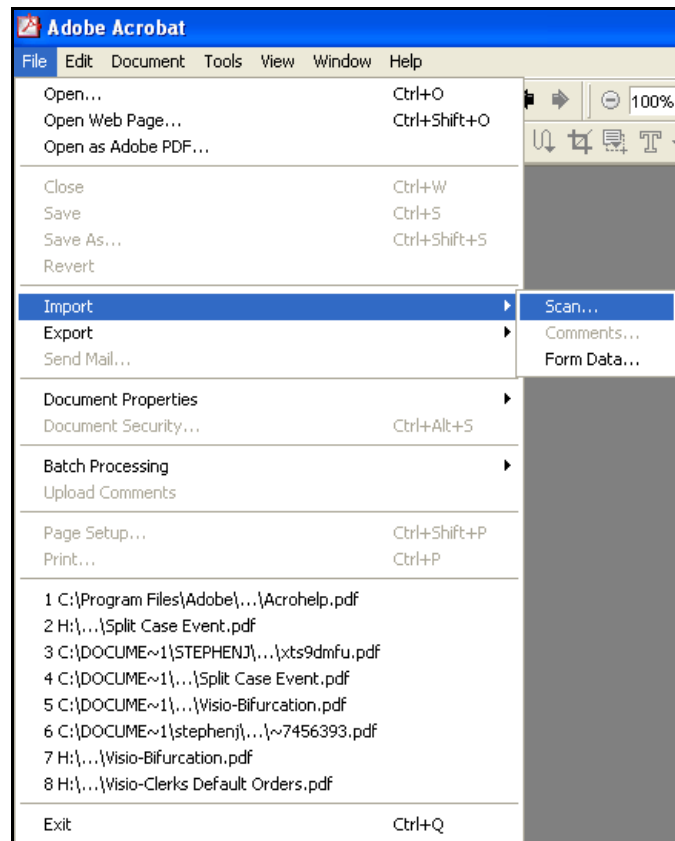 Adobe Acrobat
File Edit Document Tools View Window Help
Open... Ctrl+O
100%
Open Web Page... Ctrl+Shift+O
Open as Adobe PDF...
Close Ctrl+W
Save Ctrl+S
Save As... Ctrl+Shift+S
Revert
Import Scan...
Export Comments...
Send Mail... Form Data...
Document Properties
Document Security... Ctrl+Alt+S
Batch Processing
Upload Comments
Page Setup... Ctrl+Shift+P
Print... Ctrl+P
1 C:\Program Files\Adobe\...\Acrohelp.pdf
2 H:\...\Split Case Event.pdf
3 C:\DOCUME~1\STEPHENJ\...\xts9dmfu.pdf
4 C:\DOCUME~1\...\Split Case Event.pdf
5 C:\DOCUME~1\...\Visio-Bifurcation.pdf
6 C:\DOCUME~1\stephenj\...\~7456393.pdf
7 H:\...\Visio-Bifurcation.pdf
8 H:\...\Visio-Clerks Default Orders.pdf
Exit Ctrl+Q